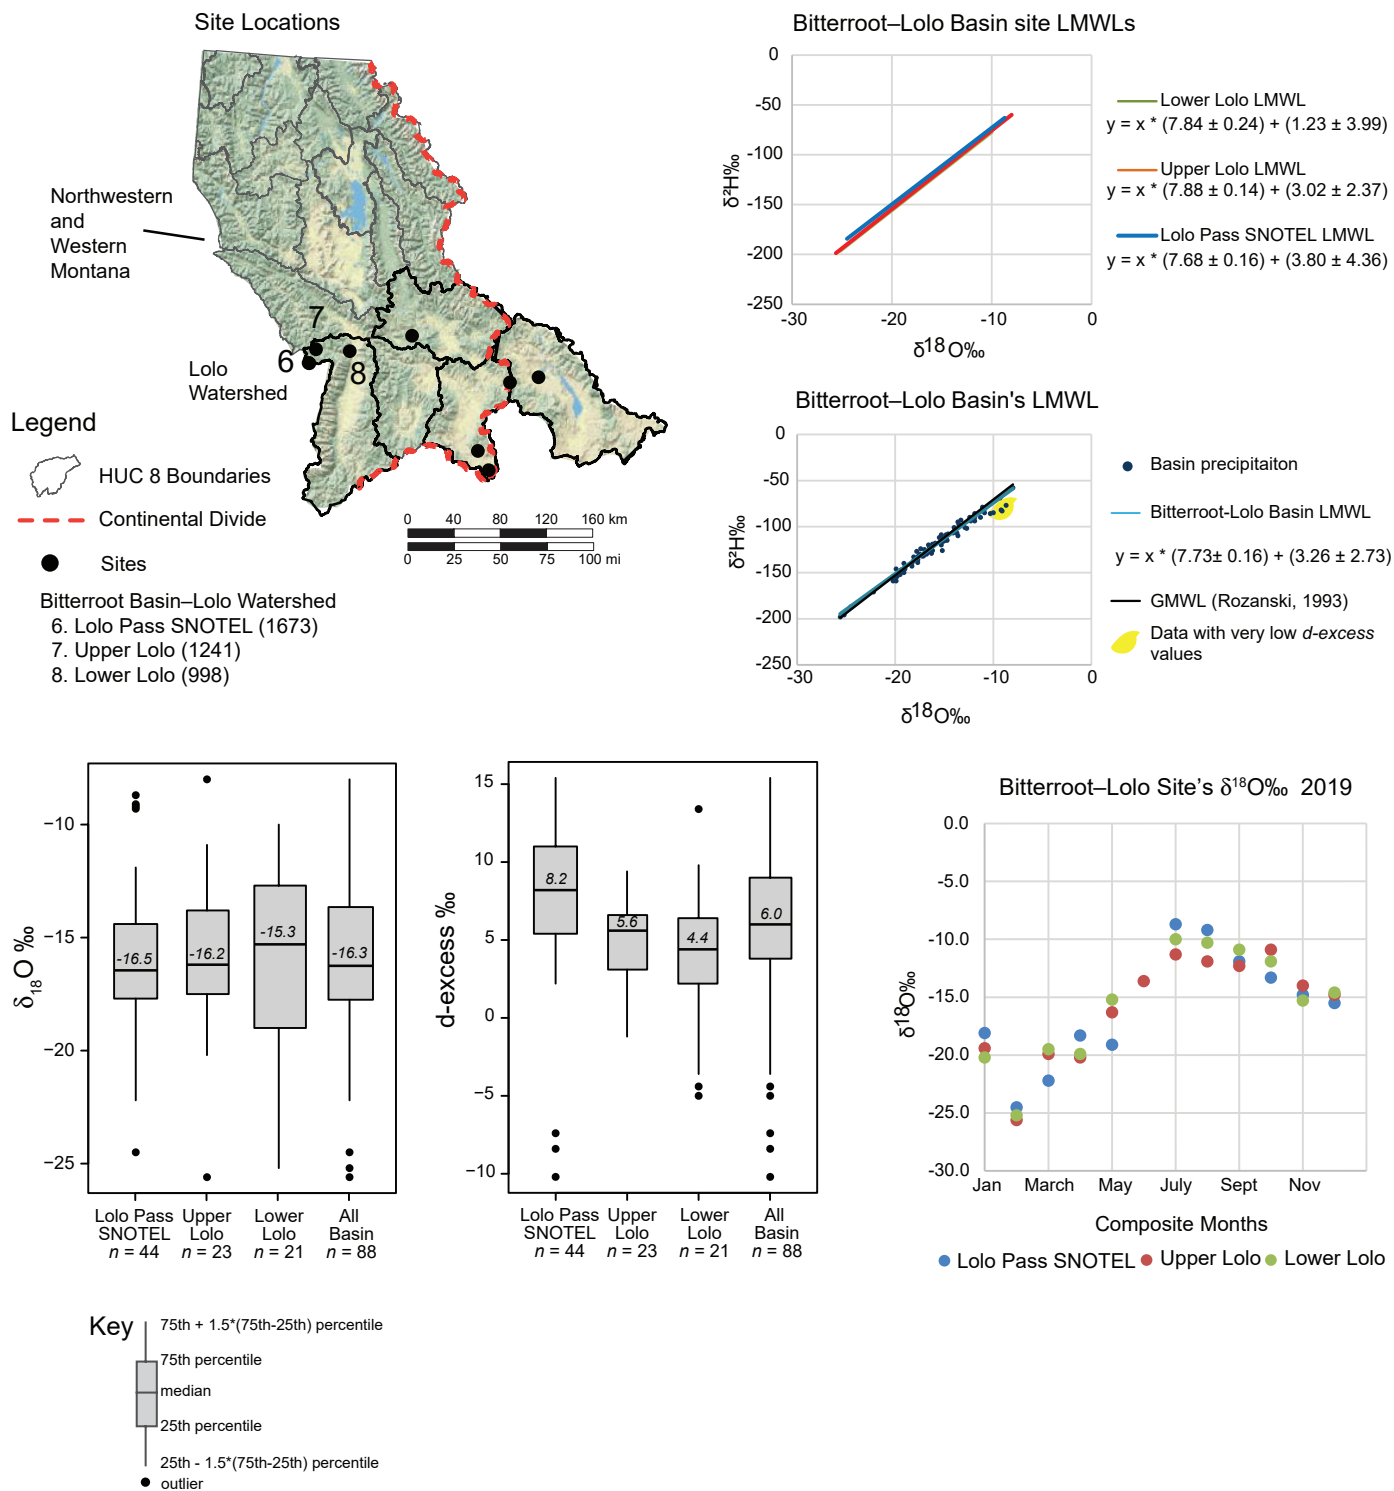 Site Locations
Northwestern
and
Western
Montana
7
6
8
Lolo
Watershed
Legend
HUC 8 Boundaries
Continental Divide
Sites
0 40 80 120 160 km
0 25 50 75 100 mi
Bitterroot Basin–Lolo Watershed
6. Lolo Pass SNOTEL (1673)
7. Upper Lolo (1241)
8. Lower Lolo (998)
Bitterroot–Lolo Basin site LMWLs
0
-50
-100
-150
-200
-250
-30 -20 -10 0
δ²H‰
δ¹⁸O‰
Lower Lolo LMWL
y = x * (7.84 ± 0.24) + (1.23 ± 3.99)
Upper Lolo LMWL
y = x * (7.88 ± 0.14) + (3.02 ± 2.37)
Lolo Pass SNOTEL LMWL
y = x * (7.68 ± 0.16) + (3.80 ± 4.36)
Bitterroot–Lolo Basin's LMWL
0
-50
-100
-150
-200
-250
-30 -20 -10 0
δ²H‰
δ¹⁸O‰
Basin precipitaiton
Bitterroot-Lolo Basin LMWL
y = x * (7.73± 0.16) + (3.26 ± 2.73)
GMWL (Rozanski, 1993)
Data with very low d-excess
values
−10
−15
−20
−25
δ₁₈O ‰
-16.5
-16.2
-15.3
-16.3
Lolo Pass Upper Lower All
SNOTEL Lolo Lolo Basin
n = 44 n = 23 n = 21 n = 88
15
10
5
0
−5
−10
d-excess ‰
8.2
5.6
4.4
6.0
Lolo Pass Upper Lower All
SNOTEL Lolo Lolo Basin
n = 44 n = 23 n = 21 n = 88
Bitterroot–Lolo Site’s δ¹⁸O‰ 2019
0.0
-5.0
-10.0
-15.0
-20.0
-25.0
-30.0
δ¹⁸O‰
Jan March May July Sept Nov
Composite Months
Lolo Pass SNOTEL Upper Lolo Lower Lolo
Key
75th + 1.5*(75th-25th) percentile
75th percentile
median
25th percentile
25th - 1.5*(75th-25th) percentile
outlier